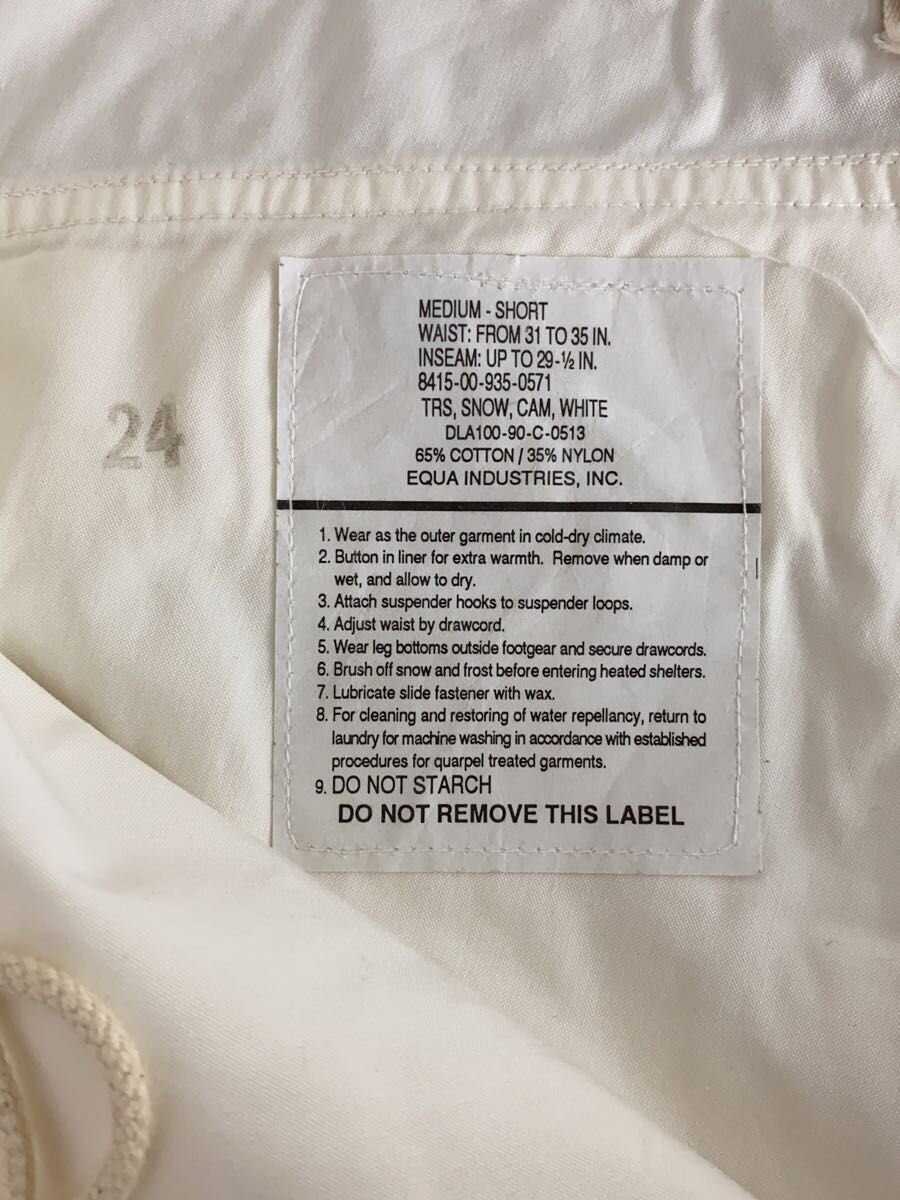 MEDIUM - SHORT
WAIST: FROM 31 TO 35 IN.
INSEAM: UP TO 29-½ IN.
8415-00-935-0571
TRS, SNOW, CAM, WHITE
DLA100-90-C-0513
65% COTTON / 35% NYLON
EQUA INDUSTRIES, INC.
24
1. Wear as the outer garment in cold-dry climate.
2. Button in liner for extra warmth. Remove when damp or
wet, and allow to dry.
3. Attach suspender hooks to suspender loops.
4. Adjust waist by drawcord.
5. Wear leg bottoms outside footgear and secure drawcords.
6. Brush off snow and frost before entering heated shelters.
7. Lubricate slide fastener with wax.
8. For cleaning and restoring of water repellancy, return to
laundry for machine washing in accordance with established
procedures for quarpel treated garments.
9. DO NOT STARCH
DO NOT REMOVE THIS LABEL